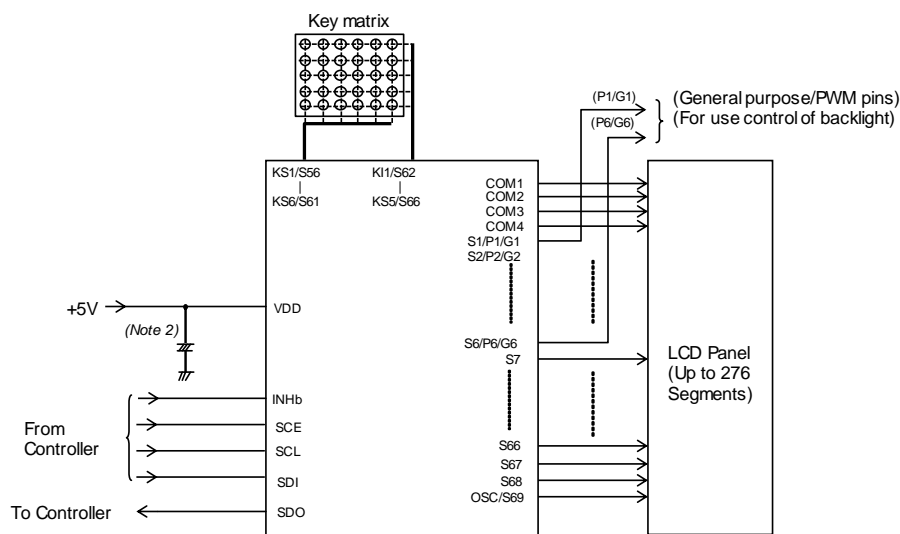 Key matrix
(P1/G1)
(P6/G6)
(General purpose/PWM pins)
(For use control of backlight)
KS1/S56
|
KS6/S61
KI1/S62
|
KS5/S66
COM1
COM2
COM3
COM4
S1/P1/G1
S2/P2/G2
+5V
(Note 2)
VDD
S6/P6/G6
S7
LCD Panel
(Up to 276
Segments)
From
Controller
INHb
SCE
SCL
SDI
S66
S67
S68
OSC/S69
To Controller
SDO